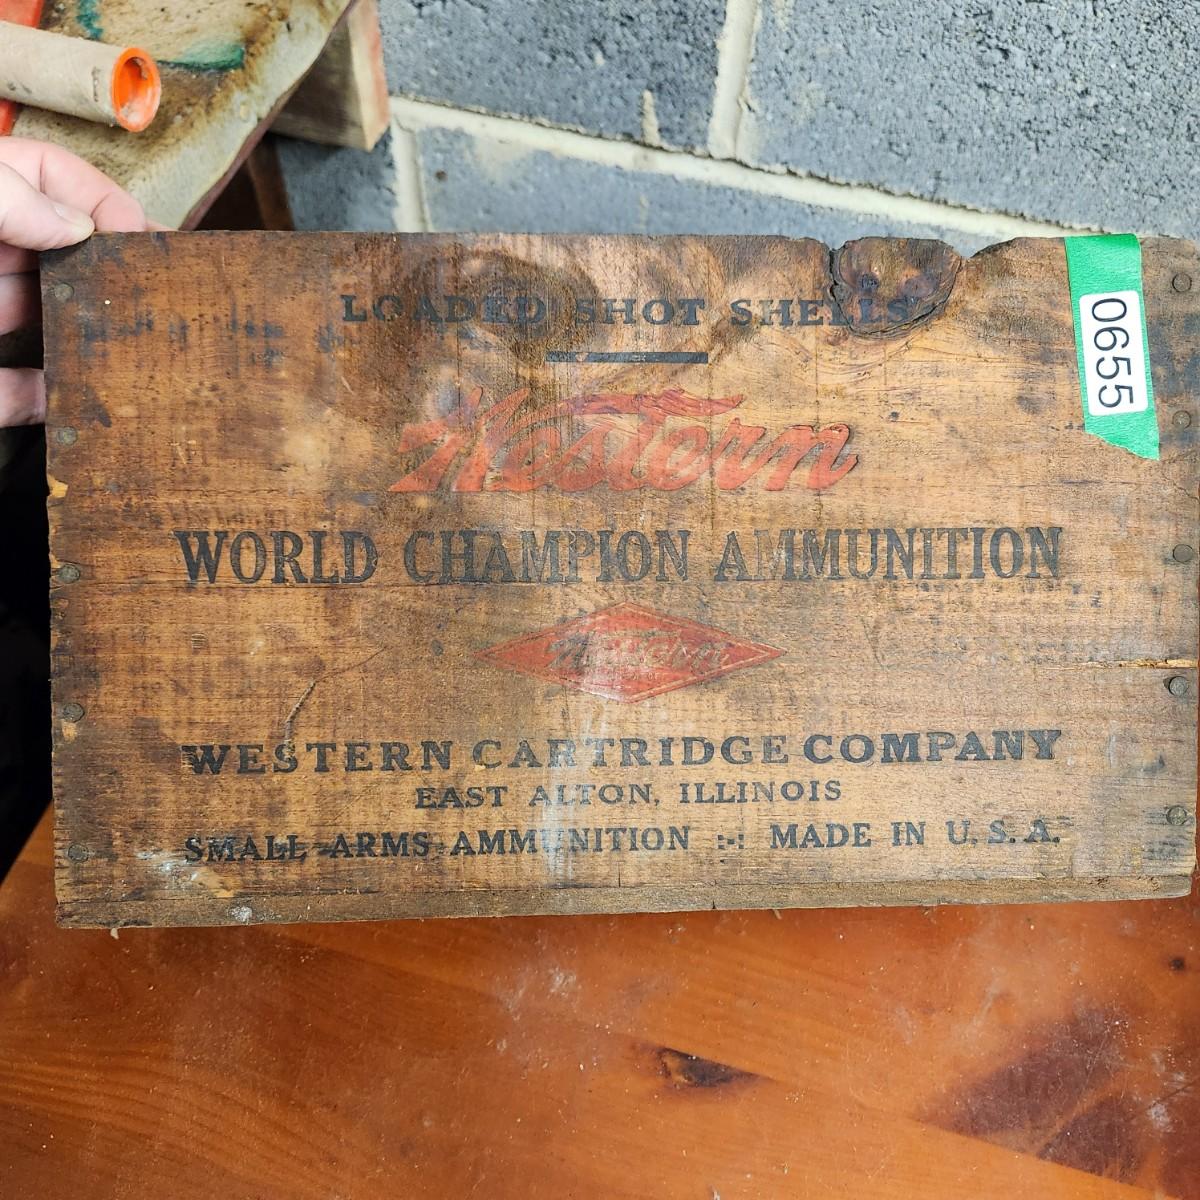 LOADED SHOT SHELLS
0655
Western
WORLD CHAMPION AMMUNITION
Western
WESTERN CARTRIDGE COMPANY
EAST ALTON, ILLINOIS
SMALL ARMS AMMUNITION :-: MADE IN U.S.A.